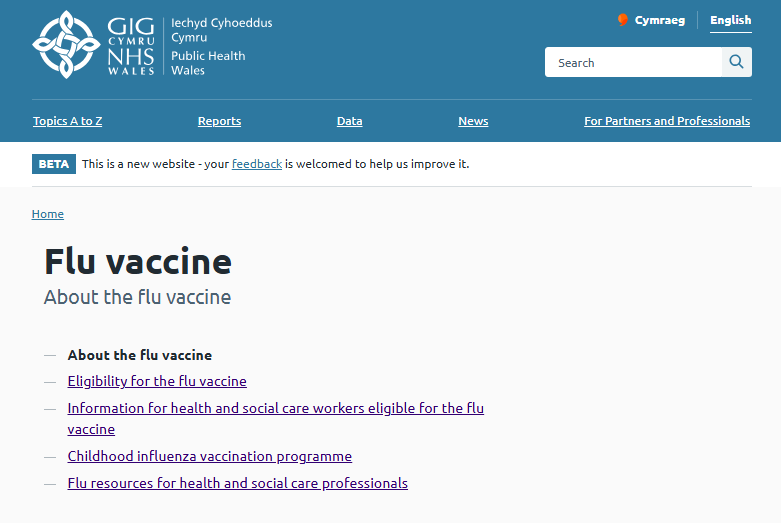 GIG
CYMRU
NHS
WALES
Iechyd Cyhoeddus
Cymru
Public Health
Wales
Cymraeg
English
Search
Topics A to Z
Reports
Data
News
For Partners and Professionals
BETA This is a new website - your feedback is welcomed to help us improve it.
Home
Flu vaccine
About the flu vaccine
— About the flu vaccine
— Eligibility for the flu vaccine
— Information for health and social care workers eligible for the flu
vaccine
— Childhood influenza vaccination programme
— Flu resources for health and social care professionals